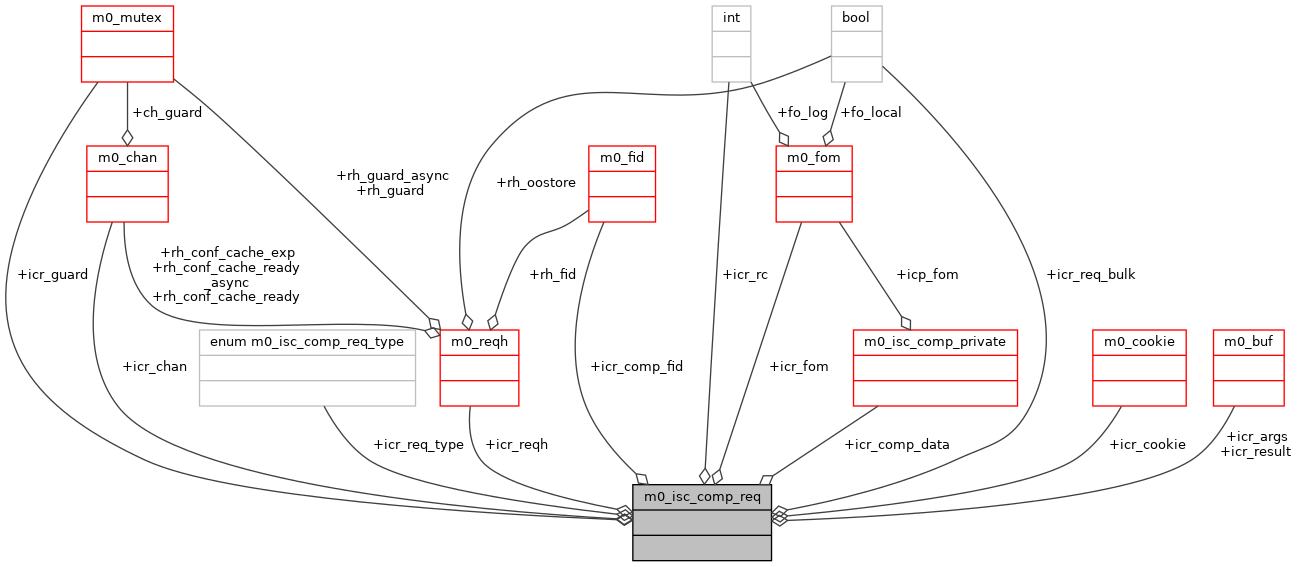 m0_mutex
int
bool
+ch_guard
+fo_log
+fo_local
m0_chan
m0_fid
m0_fom
+rh_guard_async
+rh_guard
+rh_oostore
+icr_guard
+rh_conf_cache_exp
+rh_conf_cache_ready
_async
+rh_conf_cache_ready
+rh_fid
+icr_rc
+icp_fom
+icr_req_bulk
enum m0_isc_comp_req_type
m0_reqh
m0_isc_comp_private
m0_cookie
m0_buf
+icr_chan
+icr_comp_fid
+icr_fom
+icr_req_type
+icr_reqh
+icr_comp_data
+icr_cookie
+icr_args
+icr_result
m0_isc_comp_req